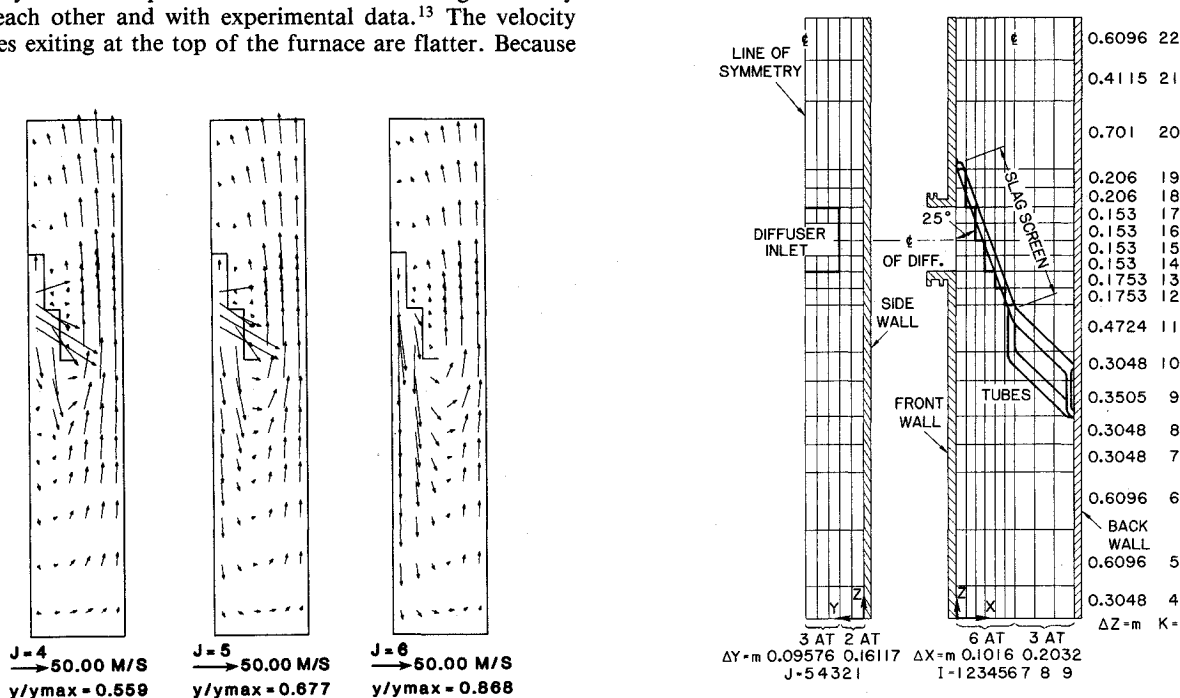 each other and with experimental data.¹³ The velocity
es exiting at the top of the furnace are flatter. Because
J=4
50.00 M/S
y/ymax=0.559
J=5
50.00 M/S
y/ymax=0.677
J=6
50.00 M/S
y/ymax=0.868
LINE OF
SYMMETRY
DIFFUSER
INLET
℄
℄
25°
℄
OF DIFF.
SLAG SCREEN
SIDE
WALL
FRONT
WALL
TUBES
BACK
WALL
Z
Y
Z
X
0.6096 22
0.4115 21
0.701 20
0.206 19
0.206 18
0.153 17
0.153 16
0.153 15
0.153 14
0.1753 13
0.1753 12
0.4724 11
0.3048 10
0.3505 9
0.3048 8
0.3048 7
0.6096 6
0.6096 5
0.3048 4
ΔZ=m K=
3 AT 2 AT
ΔY=m 0.09576 0.16117
J=54321
6 AT 3 AT
ΔX=m 0.1016 0.2032
I=1234567 8 9